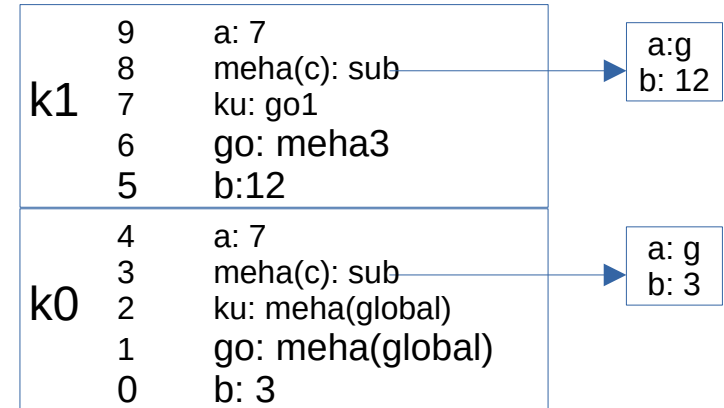 k1
9 a: 7
8 meha(c): sub
7 ku: go1
6 go: meha3
5 b:12
a:g
b: 12
k0
4 a: 7
3 meha(c): sub
2 ku: meha(global)
1 go: meha(global)
0 b: 3
a: g
b: 3